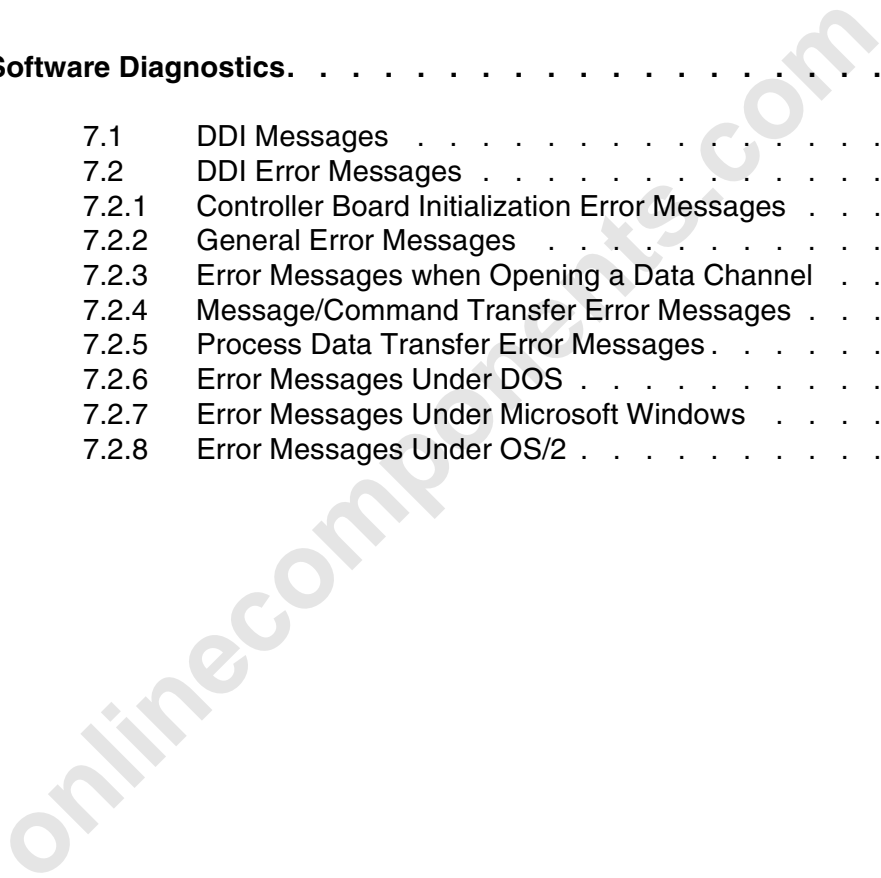 Software Diagnostics. . . . . . . . . . . . . . . . . . .
7.1 DDI Messages . . . . . . . . . . . . . . .
7.2 DDI Error Messages . . . . . . . . . . . . .
7.2.1 Controller Board Initialization Error Messages . . .
7.2.2 General Error Messages . . . . . . . . . . .
7.2.3 Error Messages when Opening a Data Channel . .
7.2.4 Message/Command Transfer Error Messages . . .
7.2.5 Process Data Transfer Error Messages . . . . . .
7.2.6 Error Messages Under DOS . . . . . . . . . .
7.2.7 Error Messages Under Microsoft Windows . . . .
7.2.8 Error Messages Under OS/2 . . . . . . . . . .
onlinecomponents.com